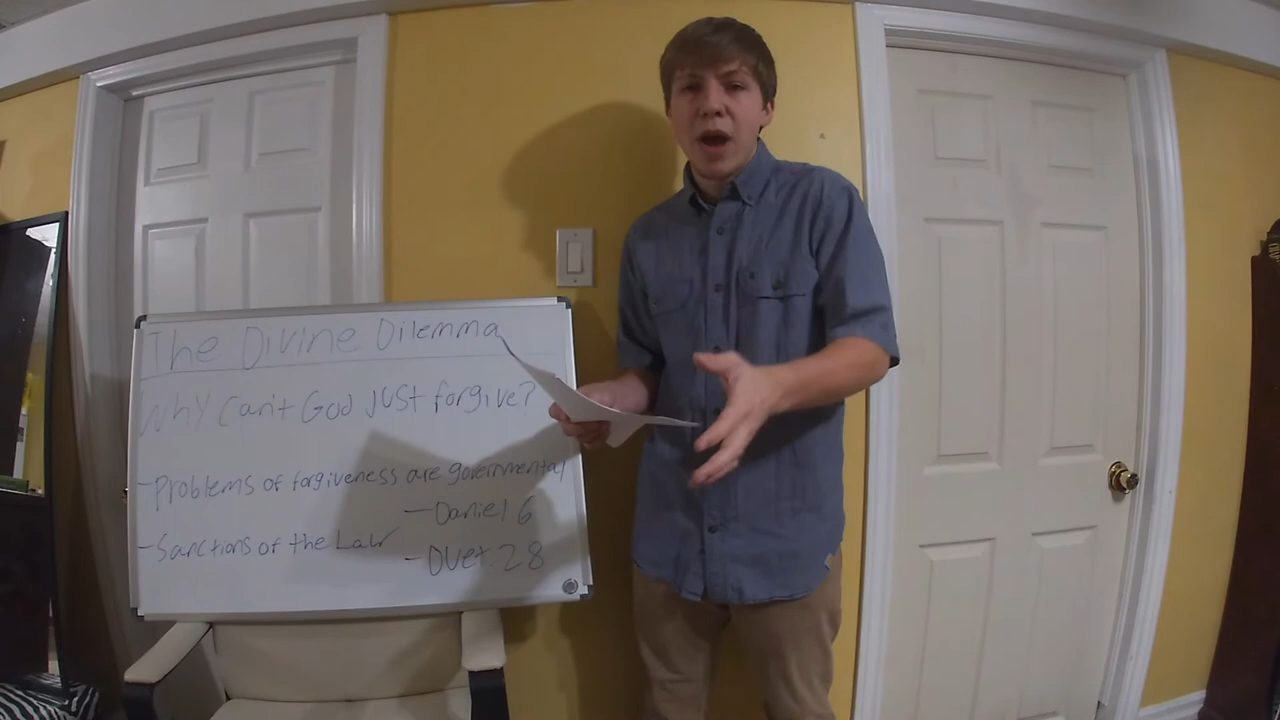 The Divine Dilemma
Why Can't God Just forgive?
-Problems of forgiveness are governmental
-Daniel 6
-Sanctions of the Law
-Duet. 28